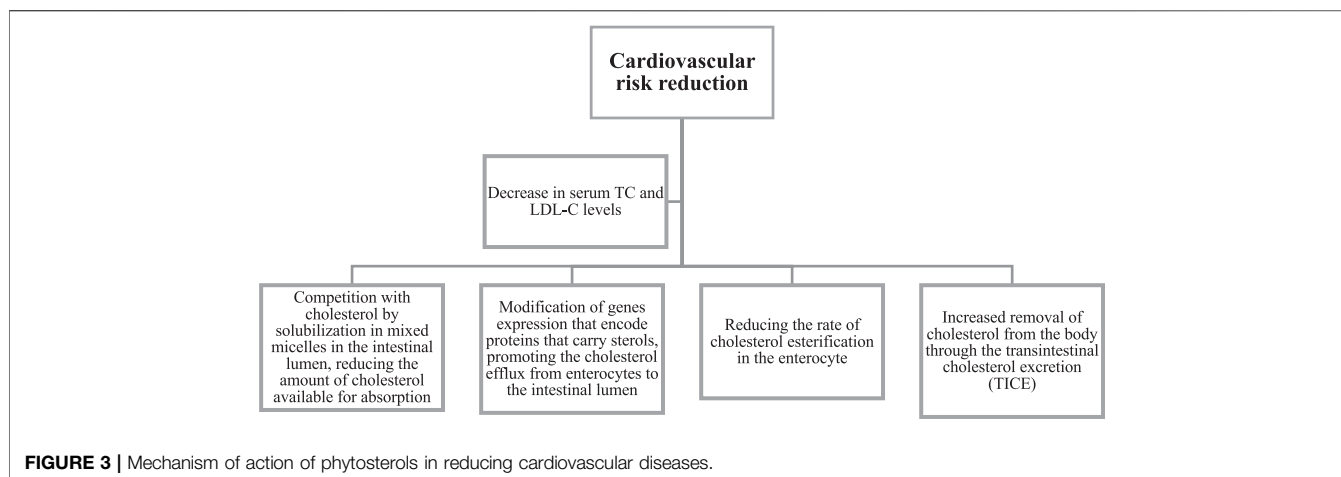 Cardiovascular
risk reduction
Decrease in serum TC and
LDL-C levels
Competition with
cholesterol by
solubilization in mixed
micelles in the intestinal
lumen, reducing the
amount of cholesterol
available for absorption
Modification of genes
expression that encode
proteins that carry sterols,
promoting the cholesterol
efflux from enterocytes to
the intestinal lumen
Reducing the rate of
cholesterol esterification
in the enterocyte
Increased removal of
cholesterol from the body
through the transintestinal
cholesterol excretion
(TICE)
FIGURE 3 | Mechanism of action of phytosterols in reducing cardiovascular diseases.